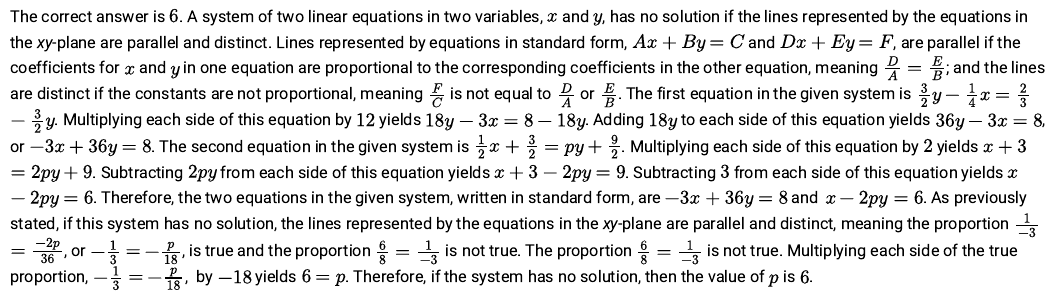 The correct answer is 6. A system of two linear equations in two variables, x and y, has no solution if the lines represented by the equations in
the xy-plane are parallel and distinct. Lines represented by equations in standard form, Ax + By = C and Dx + Ey = F, are parallel if the
coefficients for x and y in one equation are proportional to the corresponding coefficients in the other equation, meaning D/A = E/B; and the lines
are distinct if the constants are not proportional, meaning F/C is not equal to D/A or E/B. The first equation in the given system is 3/2 y − 1/4 x = 2/3
− 3/2 y. Multiplying each side of this equation by 12 yields 18y − 3x = 8 − 18y. Adding 18y to each side of this equation yields 36y − 3x = 8,
or −3x + 36y = 8. The second equation in the given system is 1/2 x + 3/2 = py + 9/2. Multiplying each side of this equation by 2 yields x + 3
= 2py + 9. Subtracting 2py from each side of this equation yields x + 3 − 2py = 9. Subtracting 3 from each side of this equation yields x
− 2py = 6. Therefore, the two equations in the given system, written in standard form, are −3x + 36y = 8 and x − 2py = 6. As previously
stated, if this system has no solution, the lines represented by the equations in the xy-plane are parallel and distinct, meaning the proportion 1/−3
= −2p/36, or −1/3 = −p/18, is true and the proportion 6/8 = 1/−3 is not true. The proportion 6/8 = 1/−3 is not true. Multiplying each side of the true
proportion, −1/3 = −p/18, by −18 yields 6 = p. Therefore, if the system has no solution, then the value of p is 6.